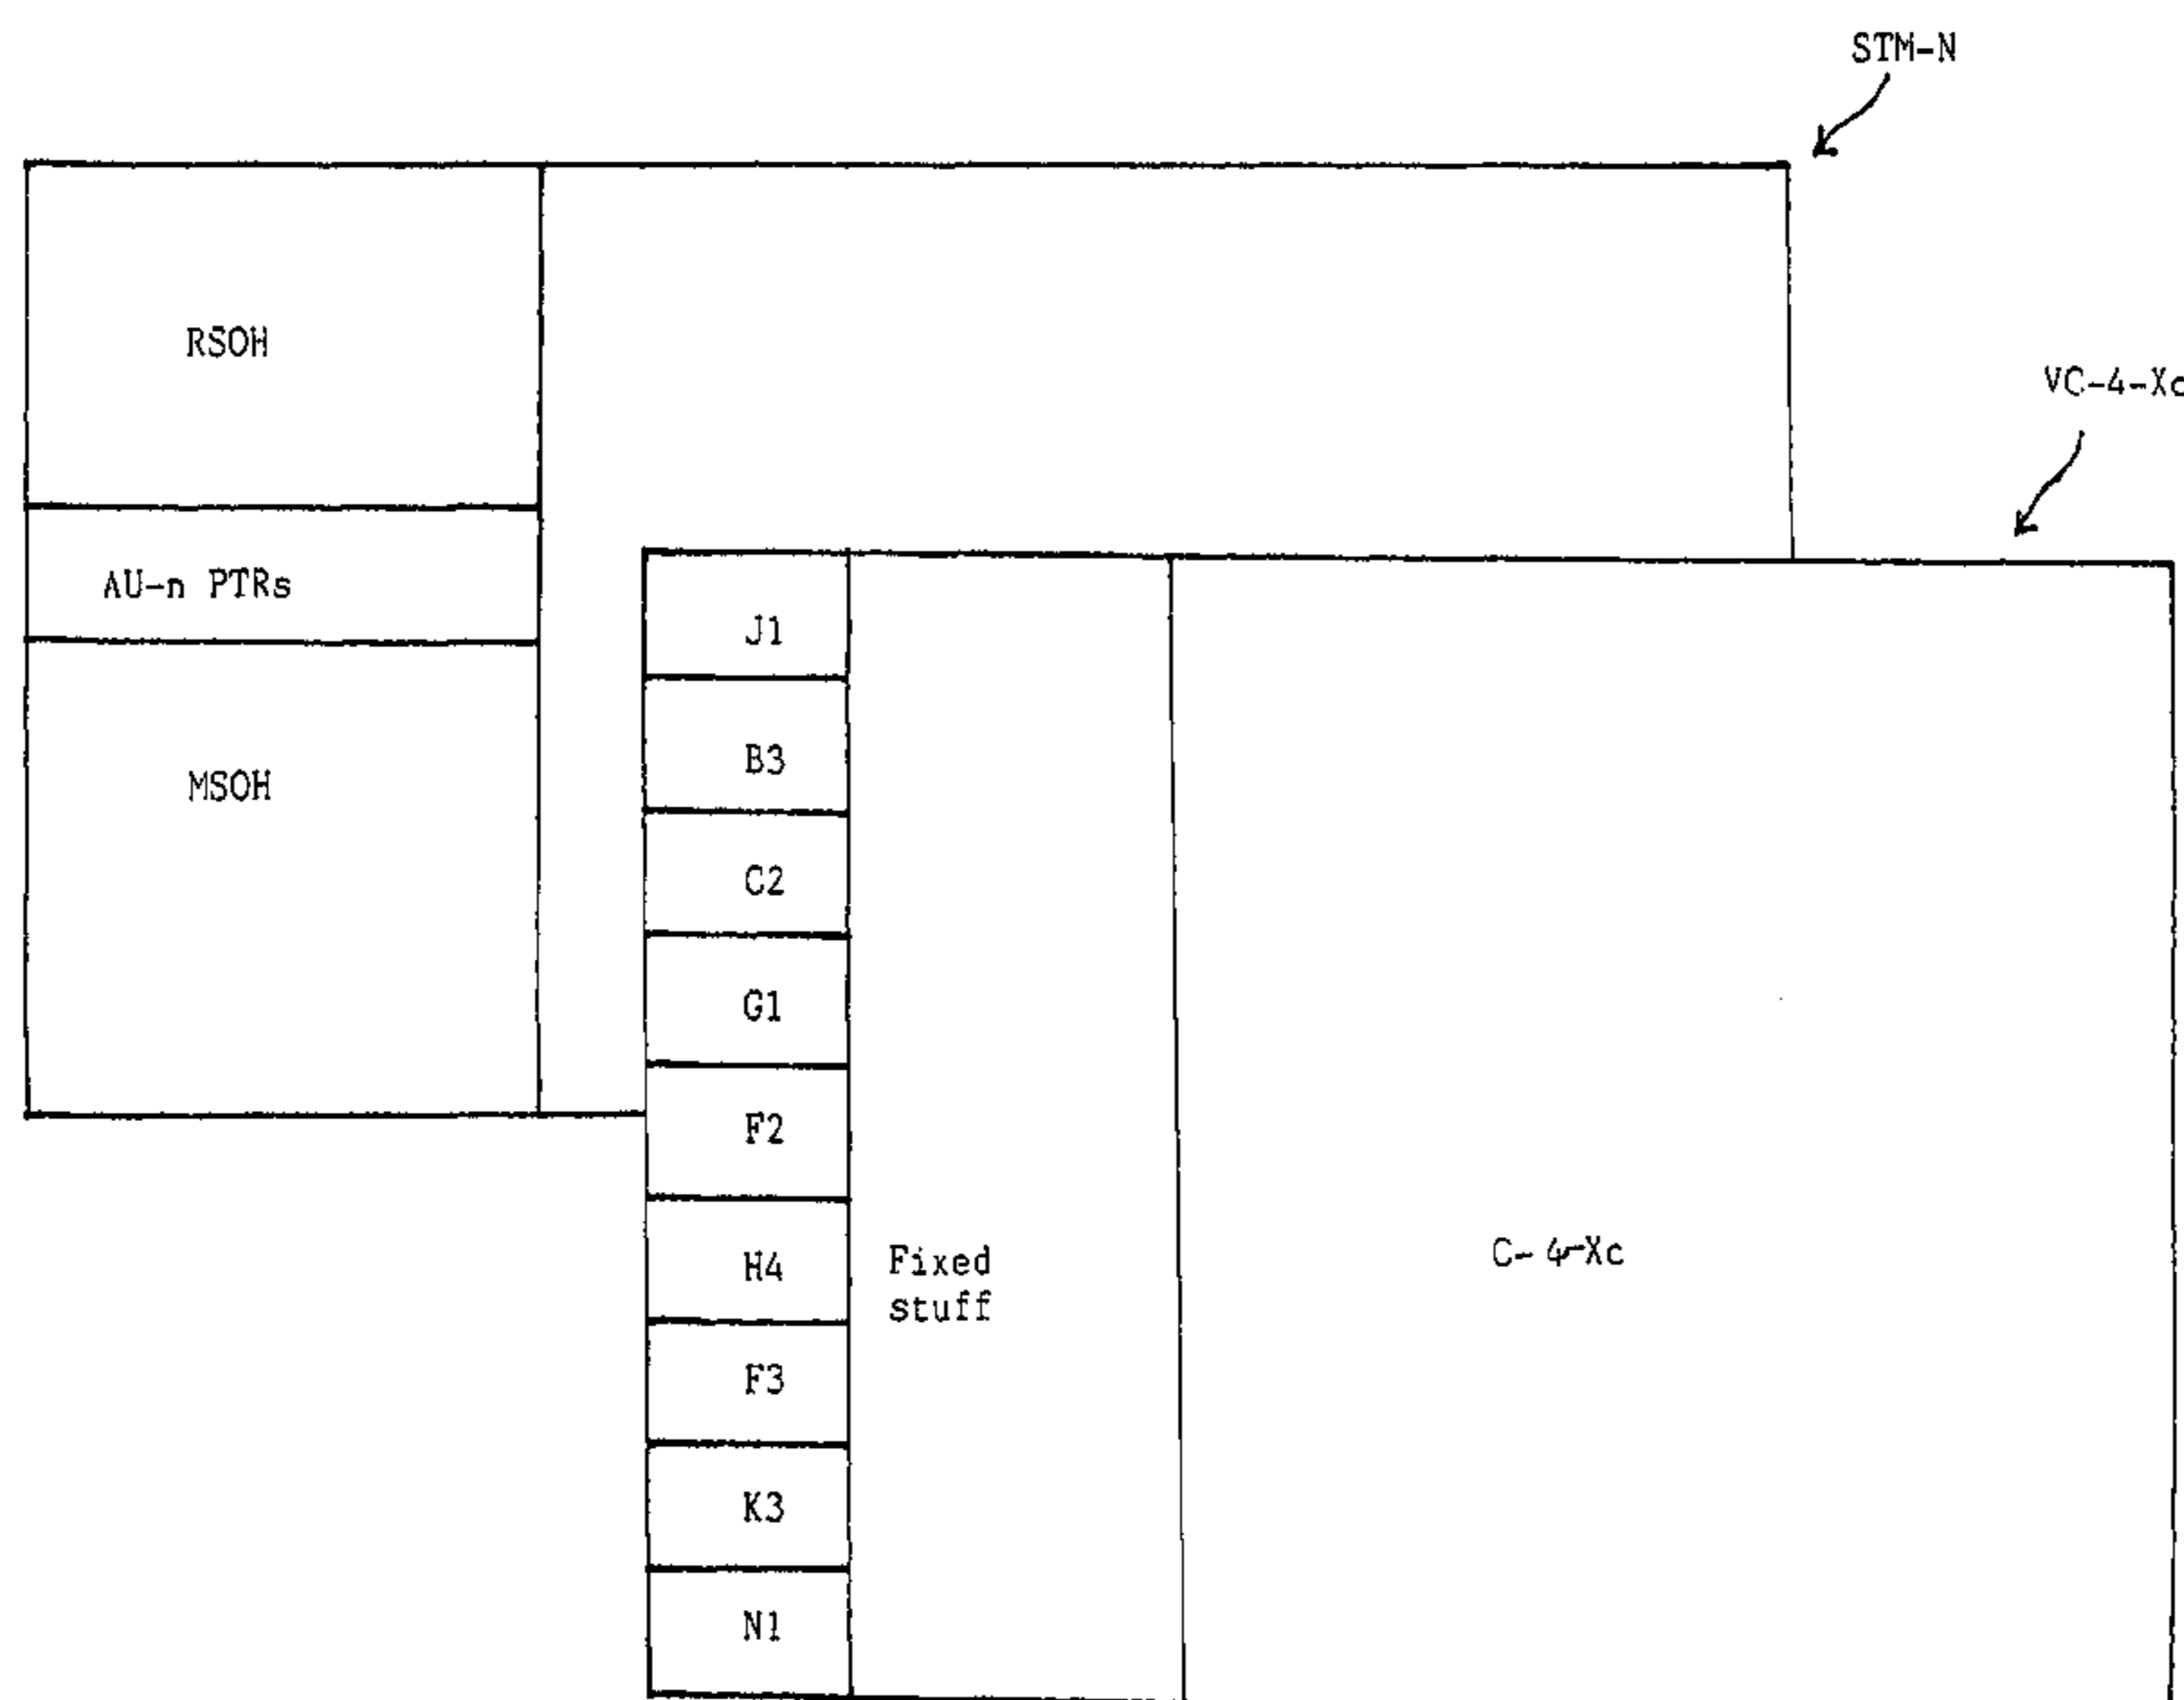 STM-N
RSOH
VC-4-Xc
AU-n PTRs
J1
B3
MSOH
C2
G1
F2
H4
Fixed
stuff
C-4-Xc
F3
K3
N1